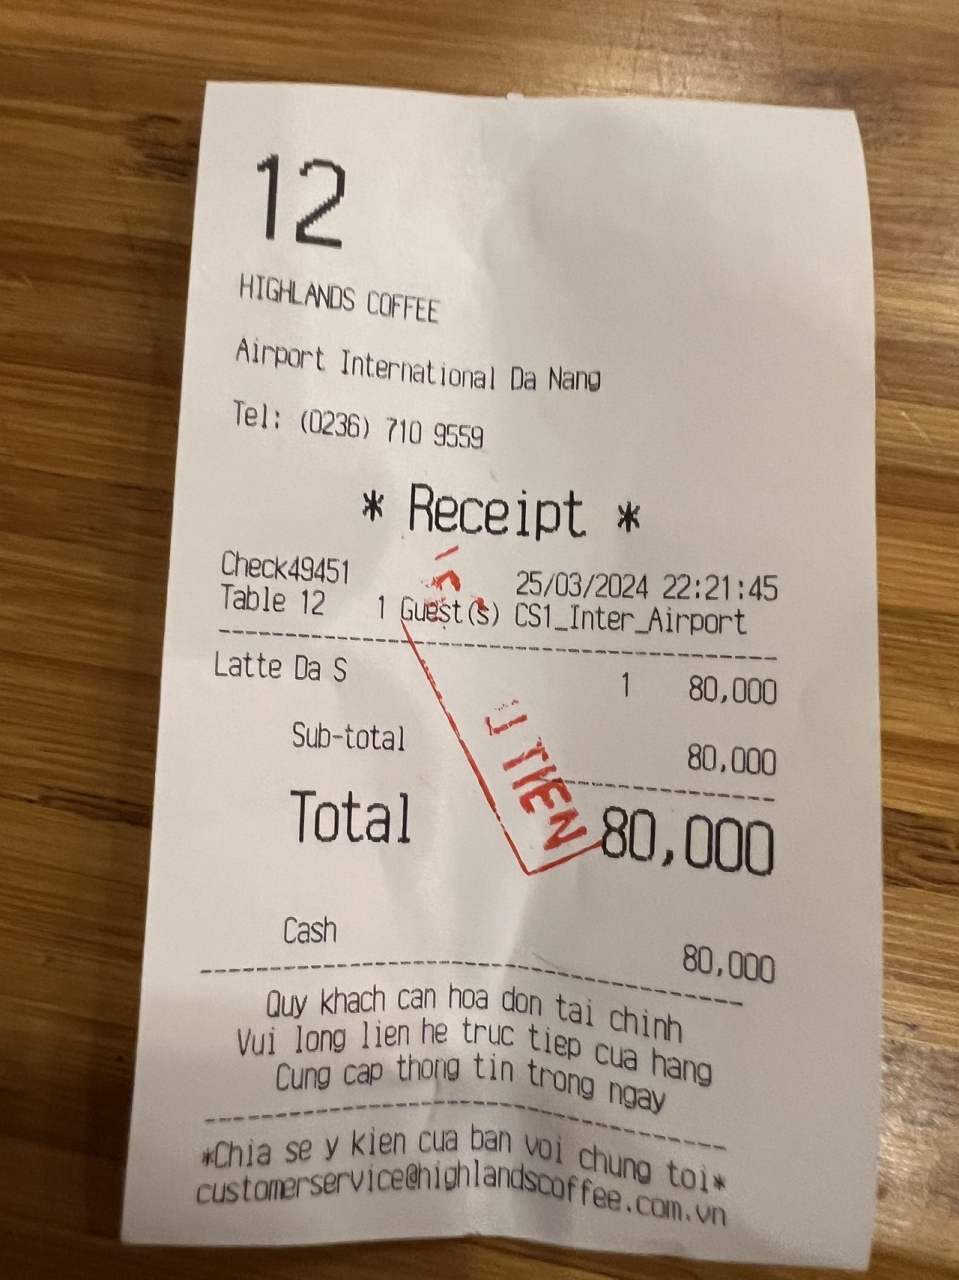 12
HIGHLANDS COFFEE
Airport International Da Nang
Tel: (0236) 710 9559
* Receipt *
Check49451 25/03/2024 22:21:45
Table 12 1 Guest(s) CS1_Inter_Airport
Latte Da S 1 80,000
Sub-total 80,000
TIEN
Total 80,000
Cash 80,000
Quy khach can hoa don tai chinh
Vui long lien he truc tiep cua hang
Cung cap thong tin trong ngay
*Chia se y kien cua ban voi chung toi*
customerservice@highlandscoffee.com.vn